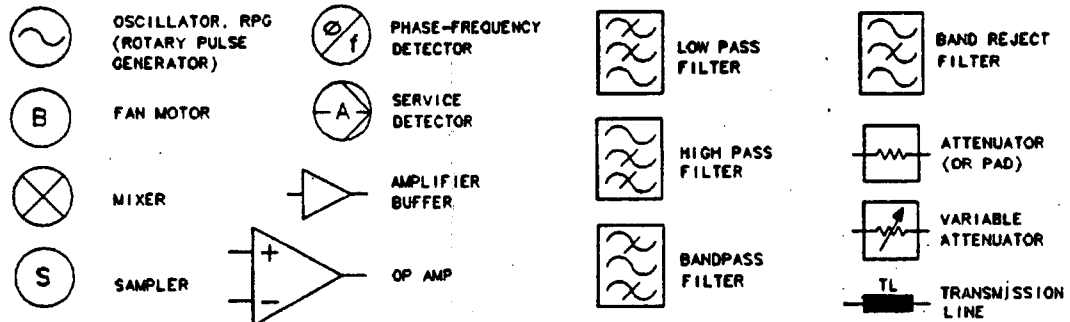 OSCILLATOR, RPG
(ROTARY PULSE
GENERATOR)
B
FAN MOTOR
MIXER
S
SAMPLER
Ø/f
PHASE-FREQUENCY
DETECTOR
A
SERVICE
DETECTOR
AMPLIFIER
BUFFER
+
−
OP AMP
LOW PASS
FILTER
HIGH PASS
FILTER
BANDPASS
FILTER
BAND REJECT
FILTER
ATTENUATOR
(OR PAD)
VARIABLE
ATTENUATOR
TL
TRANSMISSION
LINE